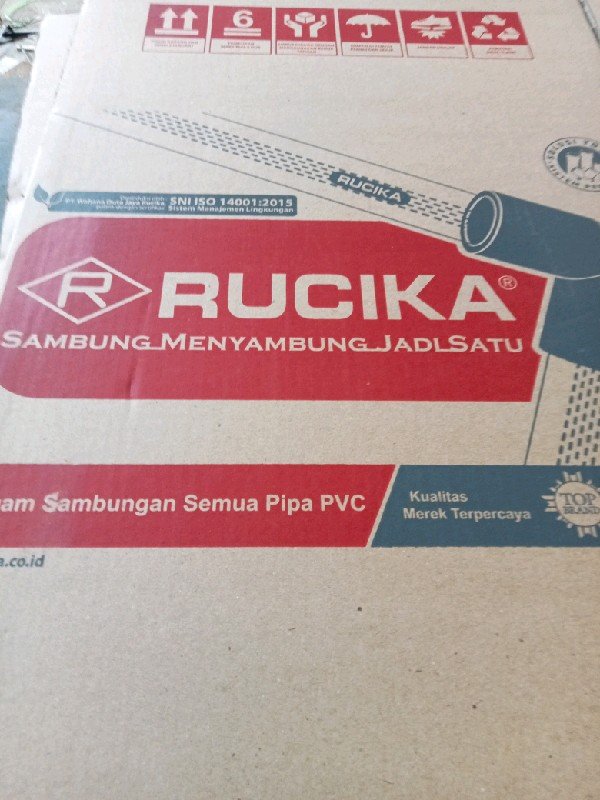 6
RUCIKA
SNI ISO 14001:2015
Sistem Manajemen Lingkungan
R RUCIKA®
SAMBUNG MENYAMBUNG JADI SATU
am Sambungan Semua Pipa PVC
Kualitas
Merek Terpercaya
TOP
BRAND
a.co.id